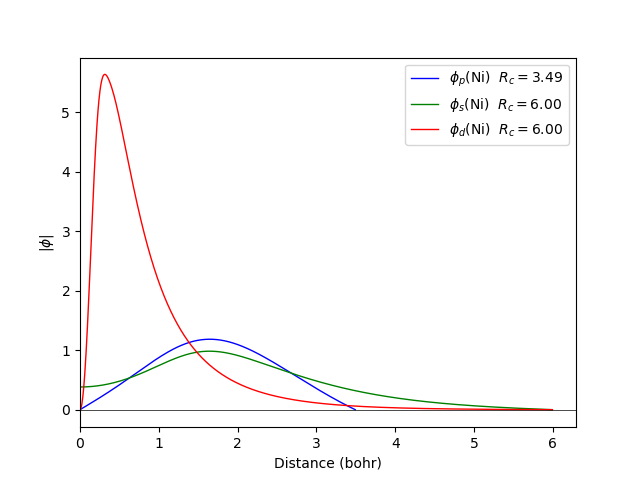 ϕp(Ni) Rc = 3.49
ϕs(Ni) Rc = 6.00
ϕd(Ni) Rc = 6.00
5
4
3
2
1
0
|ϕ|
0 1 2 3 4 5 6
Distance (bohr)